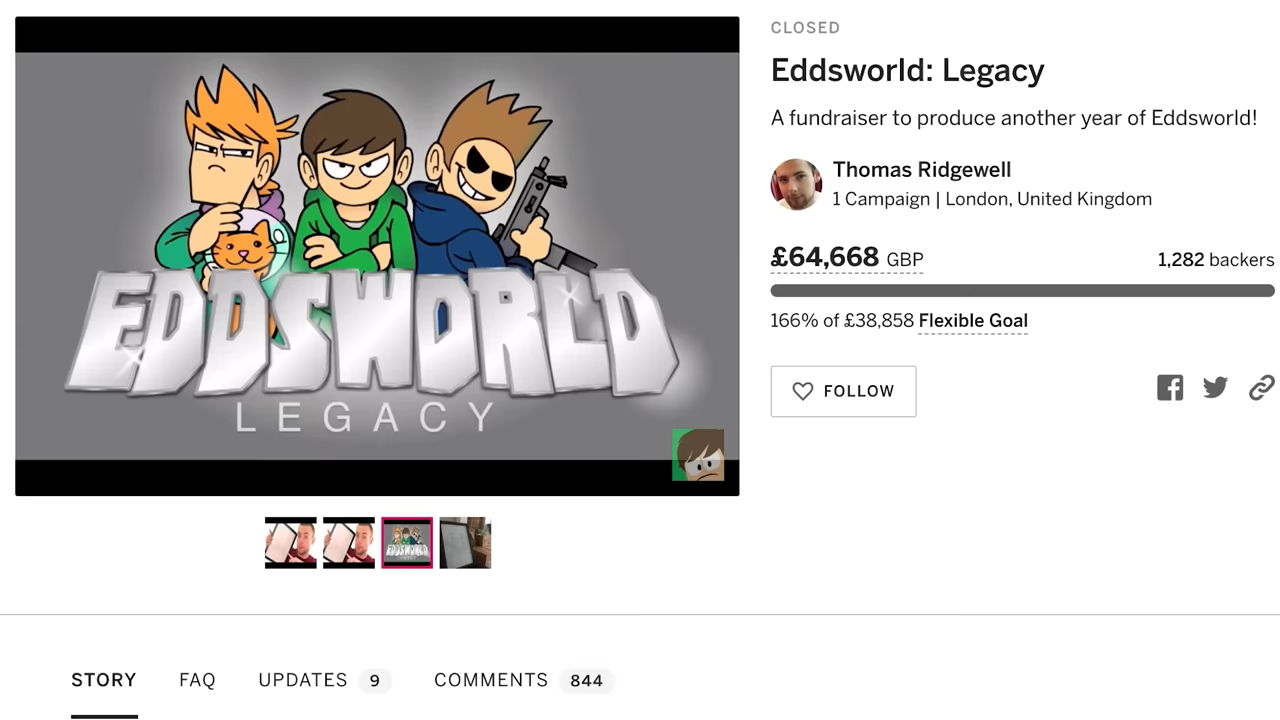 CLOSED
Eddsworld: Legacy
A fundraiser to produce another year of Eddsworld!
Thomas Ridgewell
1 Campaign | London, United Kingdom
£64,668 GBP
1,282 backers
166% of £38,858 Flexible Goal
FOLLOW
EDDSWORLD
LEGACY
STORY
FAQ
UPDATES 9
COMMENTS 844